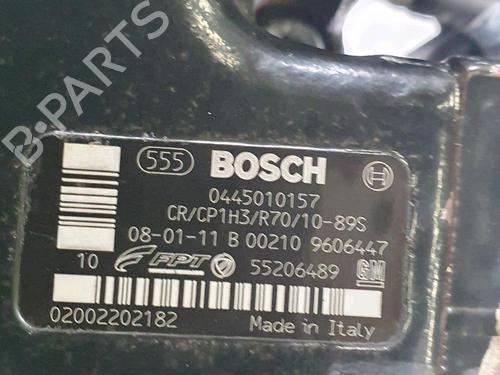 B-PARTS
555 BOSCH
0445010157
CR/CP1H3/R70/10-89S
08-01-11 B 00210 9606447
10 FPT 55206489 GM
02002202182 Made in Italy